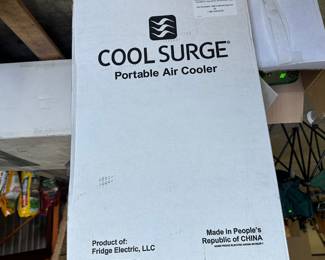 COOL SURGE®
Portable Air Cooler
Product of:
Fridge Electric, LLC
Made in People's
Republic of CHINA